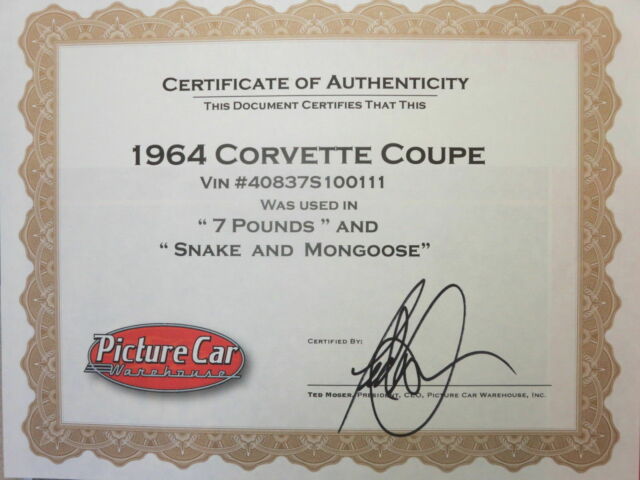 CERTIFICATE OF AUTHENTICITY
THIS DOCUMENT CERTIFIES THAT THIS
1964 CORVETTE COUPE
VIN #40837S100111
WAS USED IN
“ 7 POUNDS ” AND
“ SNAKE AND MONGOOSE”
Picture Car
Warehouse
CERTIFIED BY:
TED MOSER, PRESIDENT, CEO, PICTURE CAR WAREHOUSE, INC.